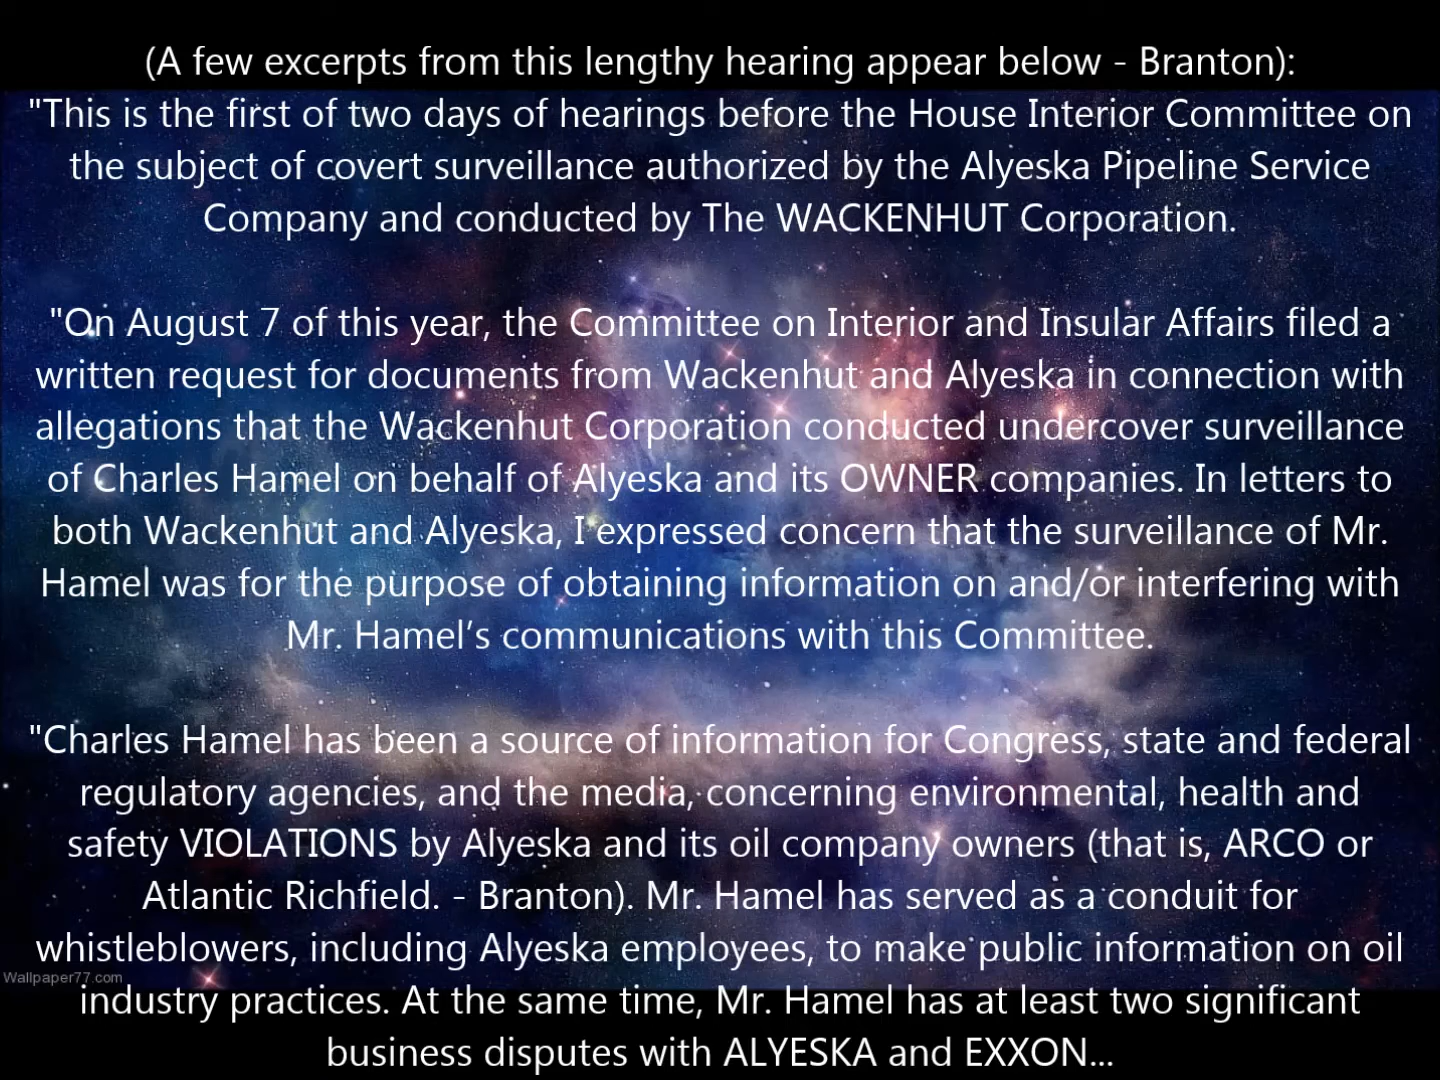 (A few excerpts from this lengthy hearing appear below - Branton):
"This is the first of two days of hearings before the House Interior Committee on
the subject of covert surveillance authorized by the Alyeska Pipeline Service
Company and conducted by The WACKENHUT Corporation.
"On August 7 of this year, the Committee on Interior and Insular Affairs filed a
written request for documents from Wackenhut and Alyeska in connection with
allegations that the Wackenhut Corporation conducted undercover surveillance
of Charles Hamel on behalf of Alyeska and its OWNER companies. In letters to
both Wackenhut and Alyeska, I expressed concern that the surveillance of Mr.
Hamel was for the purpose of obtaining information on and/or interfering with
Mr. Hamel’s communications with this Committee.
"Charles Hamel has been a source of information for Congress, state and federal
regulatory agencies, and the media, concerning environmental, health and
safety VIOLATIONS by Alyeska and its oil company owners (that is, ARCO or
Atlantic Richfield. - Branton). Mr. Hamel has served as a conduit for
whistleblowers, including Alyeska employees, to make public information on oil
Wallpaper77.com
industry practices. At the same time, Mr. Hamel has at least two significant
business disputes with ALYESKA and EXXON...